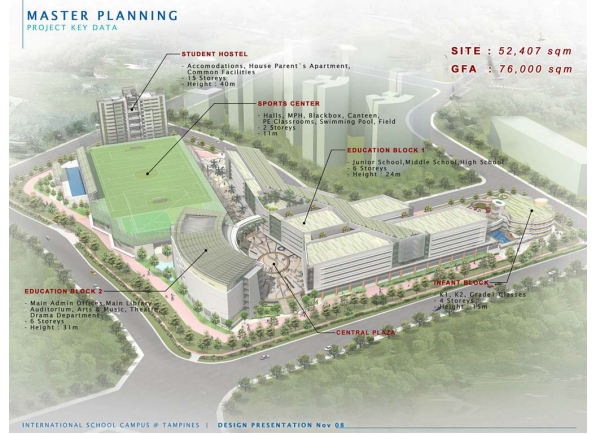 MASTER PLANNING
PROJECT KEY DATA
SITE : 52,407 sqm
GFA : 76,000 sqm
STUDENT HOSTEL
- Accomodations, House Parent`s Apartment,
Common Facilities
- 15 Storeys
- Height : 40m
SPORTS CENTER
- Halls, MPH, Blackbox, Canteen,
PE Classrooms, Swimming Pool, Field
- 2 Storeys
- 11m
EDUCATION BLOCK 1
- Junior School,Middle School,High School
- 6 Storeys
- Height : 24m
EDUCATION BLOCK 2
- Main Admin Offices,Main Library
Auditorium, Arts & Music, Theatre,
Drama Department
- 6 Storeys
- Height : 31m
INFANT BLOCK
- K1, K2, Grade1 Classes
- 4 Storeys
- Height : 15m
CENTRAL PLAZA
INTERNATIONAL SCHOOL CAMPUS @ TAMPINES | DESIGN PRESENTATION Nov 08